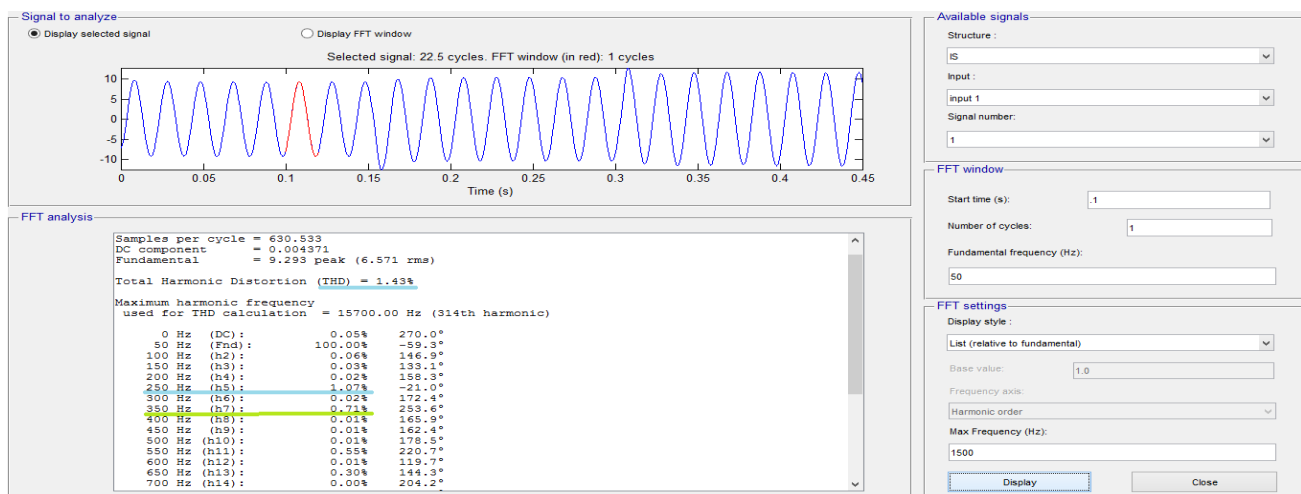 Signal to analyze
Display selected signal
Display FFT window
Selected signal: 22.5 cycles. FFT window (in red): 1 cycles
10
5
0
-5
-10
0 0.05 0.1 0.15 0.2 0.25 0.3 0.35 0.4 0.45
Time (s)
FFT analysis
Samples per cycle = 630.533
DC component = 0.004371
Fundamental = 9.293 peak (6.571 rms)
Total Harmonic Distortion (THD) = 1.43%
Maximum harmonic frequency
used for THD calculation = 15700.00 Hz (314th harmonic)
0 Hz (DC): 0.05% 270.0°
50 Hz (Fnd): 100.00% -59.3°
100 Hz (h2): 0.06% 146.9°
150 Hz (h3): 0.03% 133.1°
200 Hz (h4): 0.02% 158.3°
250 Hz (h5): 1.07% -21.0°
300 Hz (h6): 0.02% 172.4°
350 Hz (h7): 0.71% 253.6°
400 Hz (h8): 0.01% 165.9°
450 Hz (h9): 0.01% 162.4°
500 Hz (h10): 0.01% 178.5°
550 Hz (h11): 0.55% 220.7°
600 Hz (h12): 0.01% 119.7°
650 Hz (h13): 0.30% 144.3°
700 Hz (h14): 0.00% 204.2°
Available signals
Structure :
IS
Input :
input 1
Signal number:
1
FFT window
Start time (s): .1
Number of cycles: 1
Fundamental frequency (Hz):
50
FFT settings
Display style :
List (relative to fundamental)
Base value: 1.0
Frequency axis:
Harmonic order
Max Frequency (Hz):
1500
Display Close